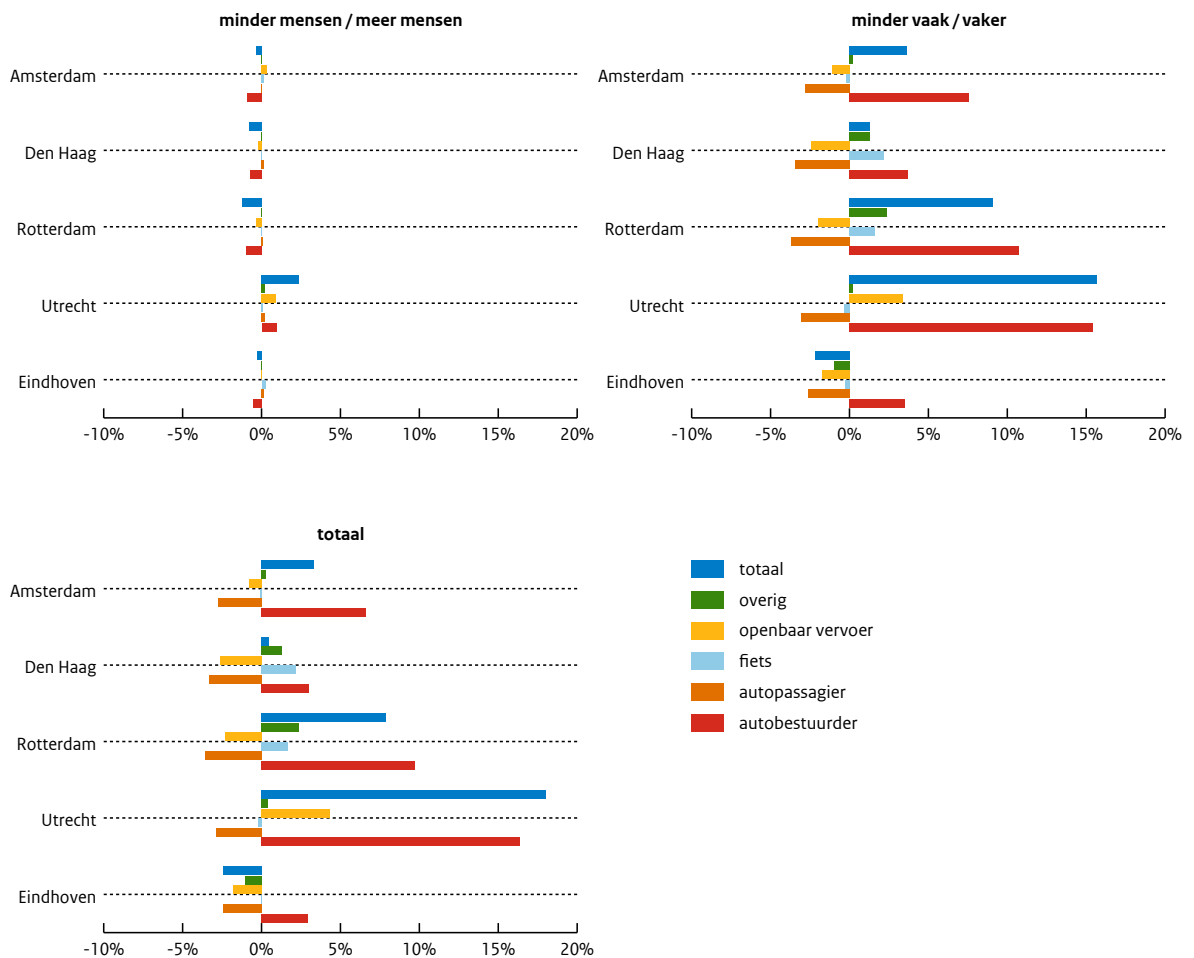 minder mensen / meer mensen
Amsterdam
Den Haag
Rotterdam
Utrecht
Eindhoven
-10% -5% 0% 5% 10% 15% 20%
minder vaak / vaker
Amsterdam
Den Haag
Rotterdam
Utrecht
Eindhoven
-10% -5% 0% 5% 10% 15% 20%
totaal
Amsterdam
Den Haag
Rotterdam
Utrecht
Eindhoven
-10% -5% 0% 5% 10% 15% 20%
totaal
overig
openbaar vervoer
fiets
autopassagier
autobestuurder